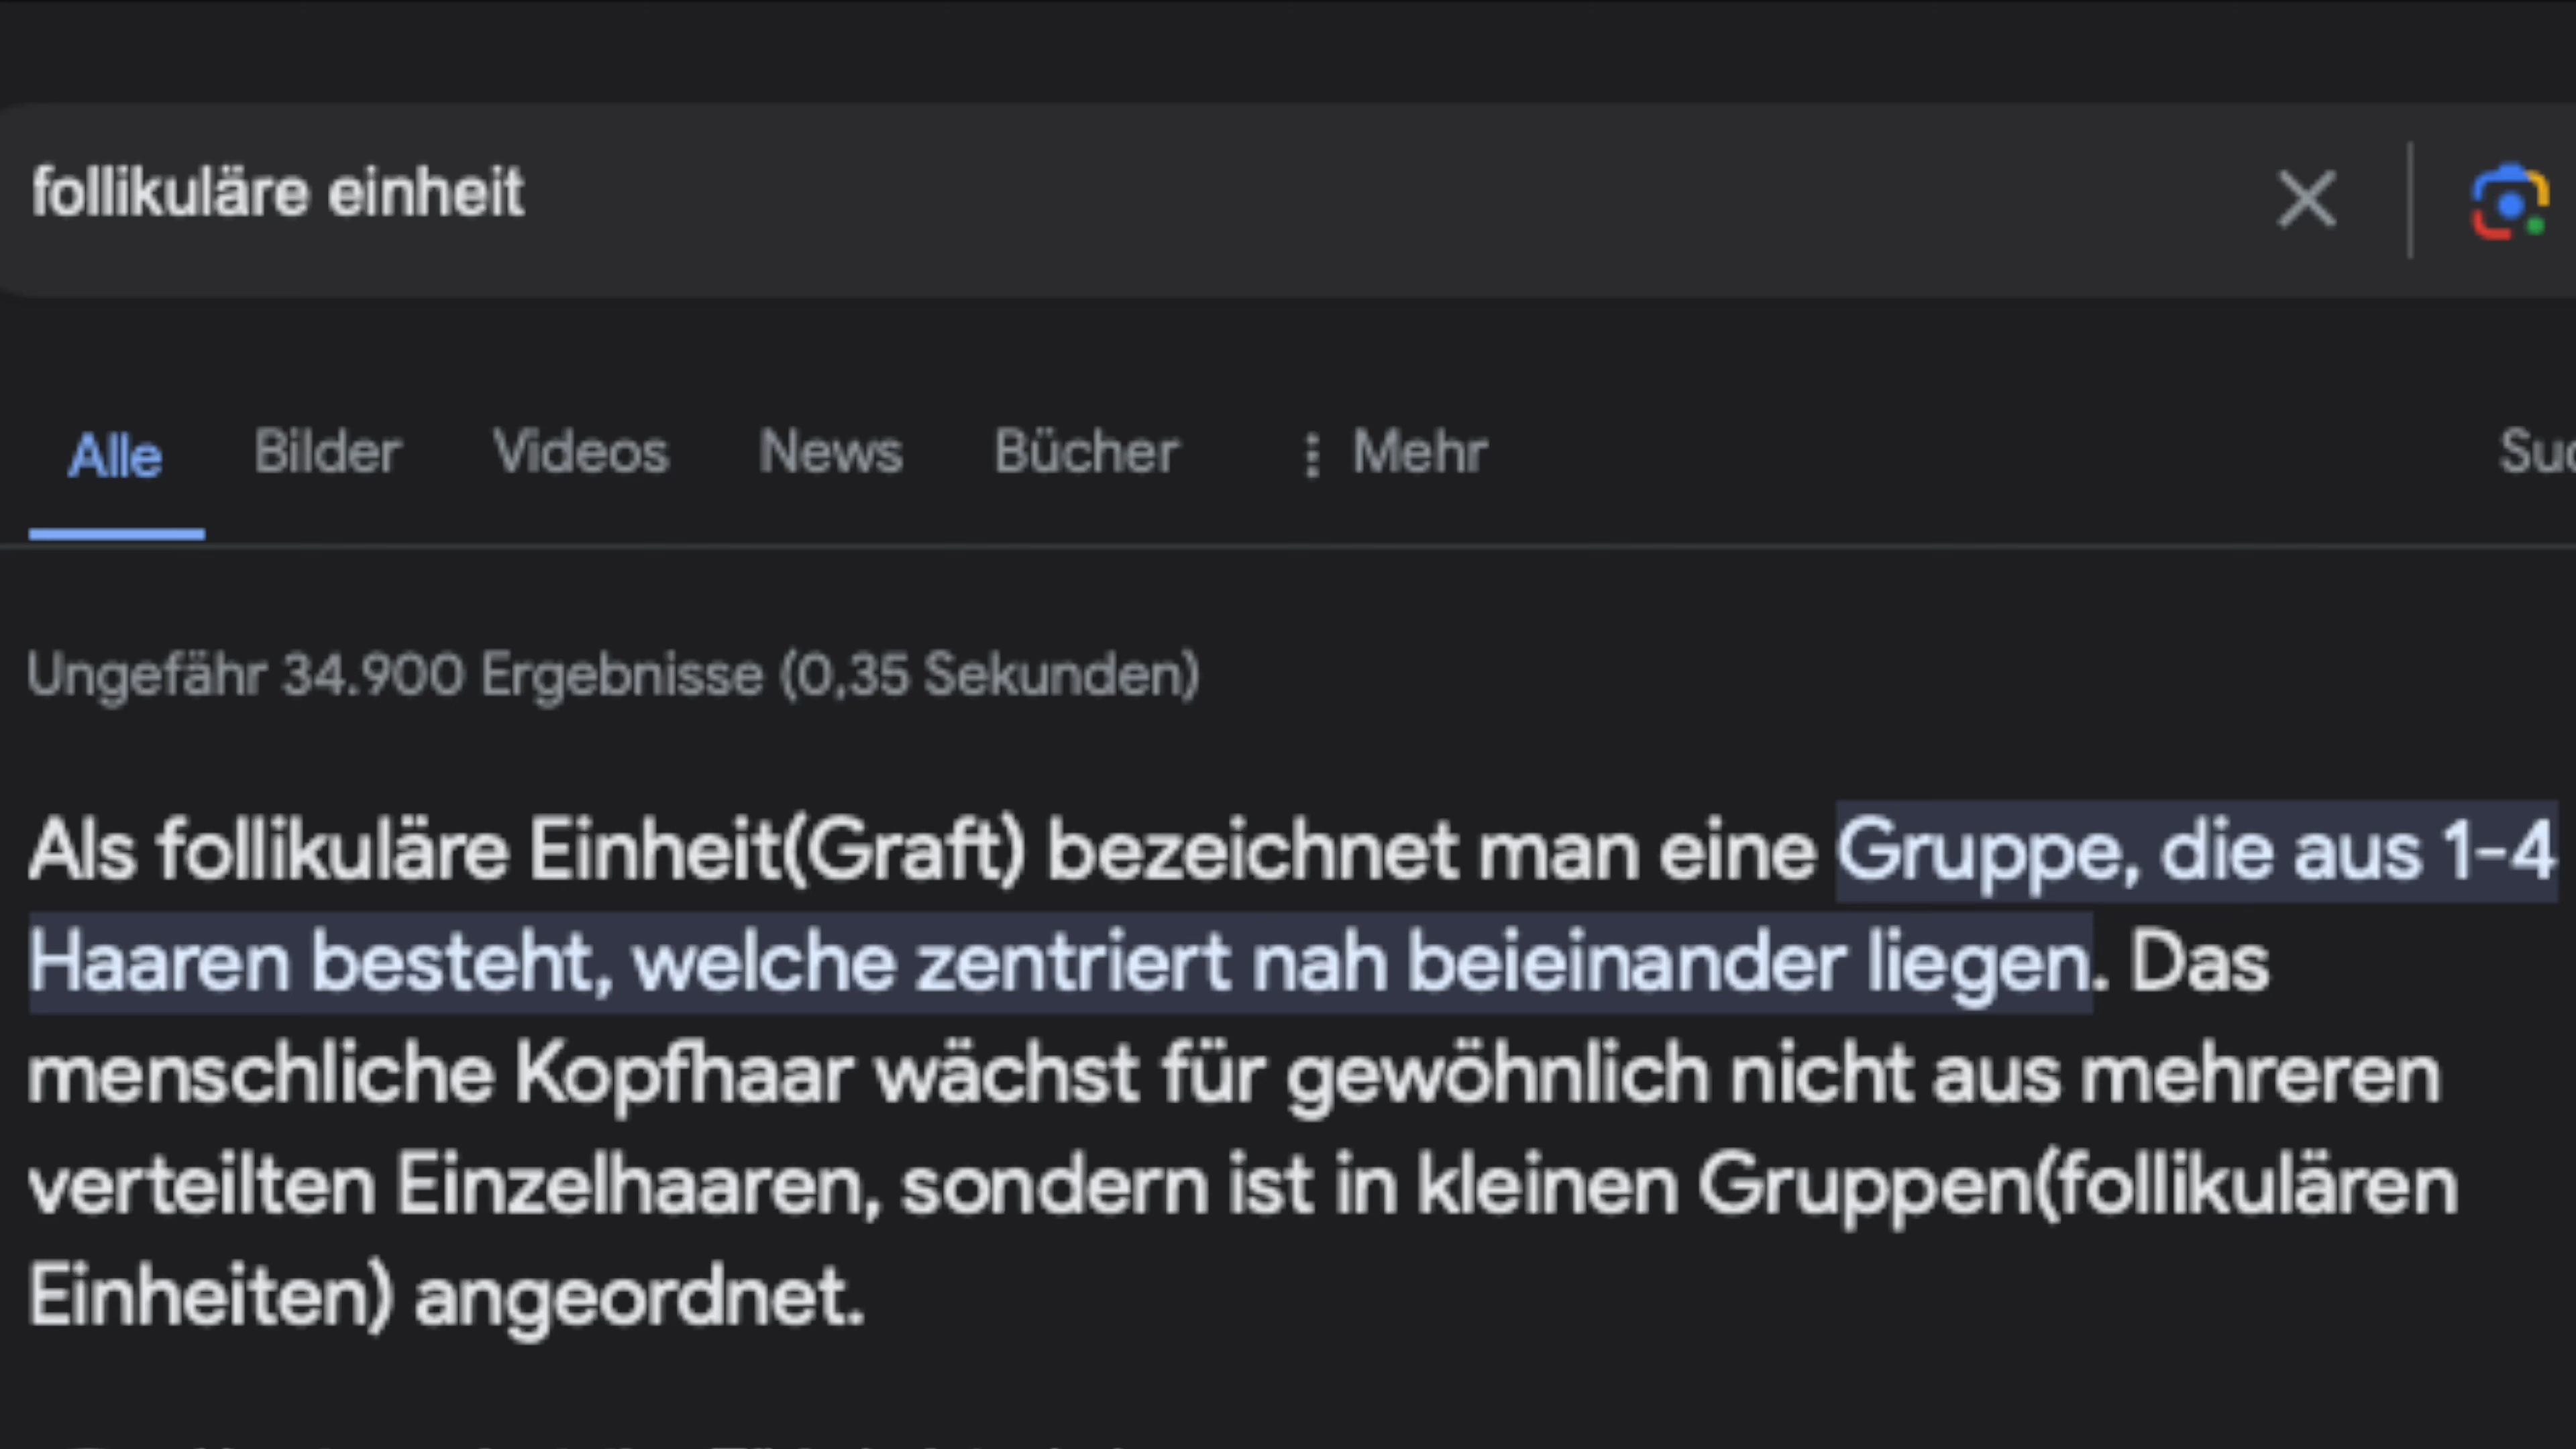 follikuläre einheit
Alle Bilder Videos News Bücher Mehr
Ungefähr 34.900 Ergebnisse (0,35 Sekunden)
Als follikuläre Einheit(Graft) bezeichnet man eine Gruppe, die aus 1-4
Haaren besteht, welche zentriert nah beieinander liegen. Das
menschliche Kopfhaar wächst für gewöhnlich nicht aus mehreren
verteilten Einzelhaaren, sondern ist in kleinen Gruppen(follikulären
Einheiten) angeordnet.